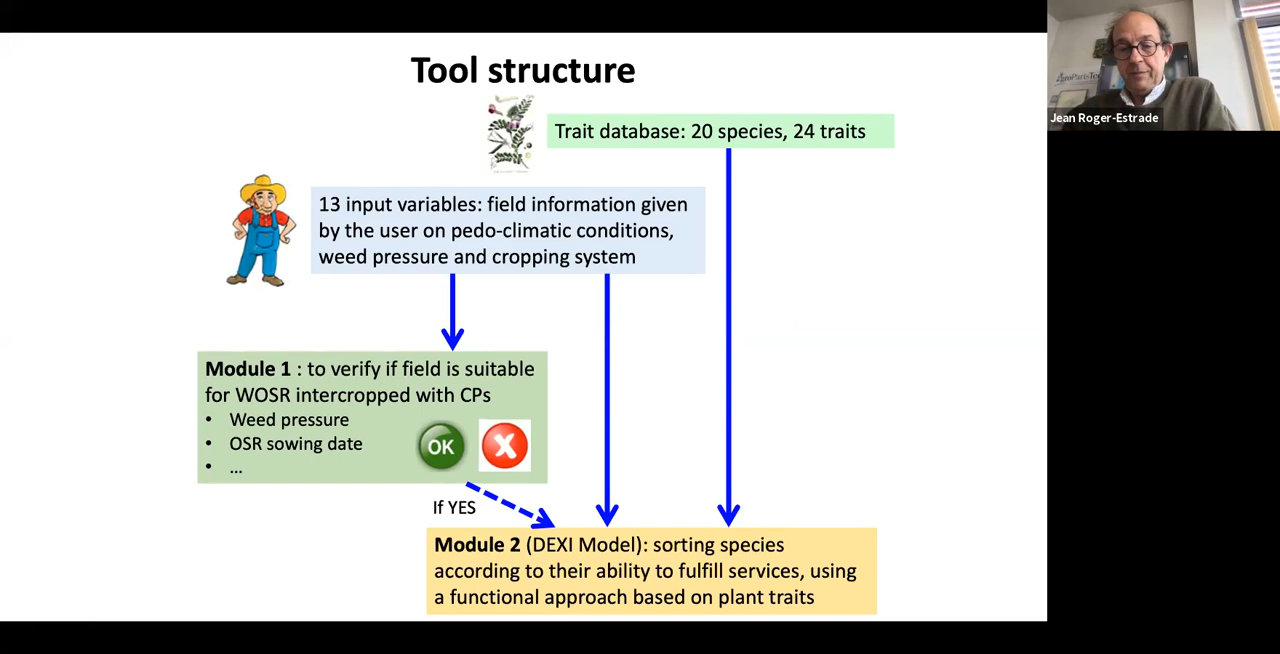 Tool structure
Trait database: 20 species, 24 traits
13 input variables: field information given
by the user on pedo-climatic conditions,
weed pressure and cropping system
Module 1 : to verify if field is suitable
for WOSR intercropped with CPs
• Weed pressure
• OSR sowing date
• ...
OK
X
If YES
Module 2 (DEXI Model): sorting species
according to their ability to fulfill services, using
a functional approach based on plant traits
Jean Roger-Estrade